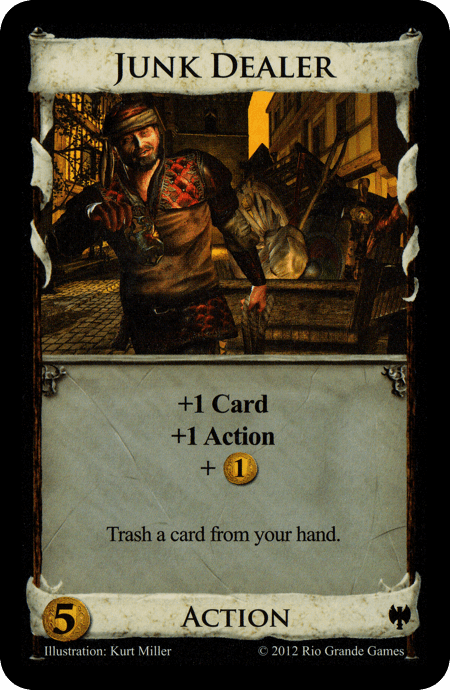 JUNK DEALER
+1 Card
+1 Action
+ 1
Trash a card from your hand.
5
ACTION
Illustration: Kurt Miller
© 2012 Rio Grande Games